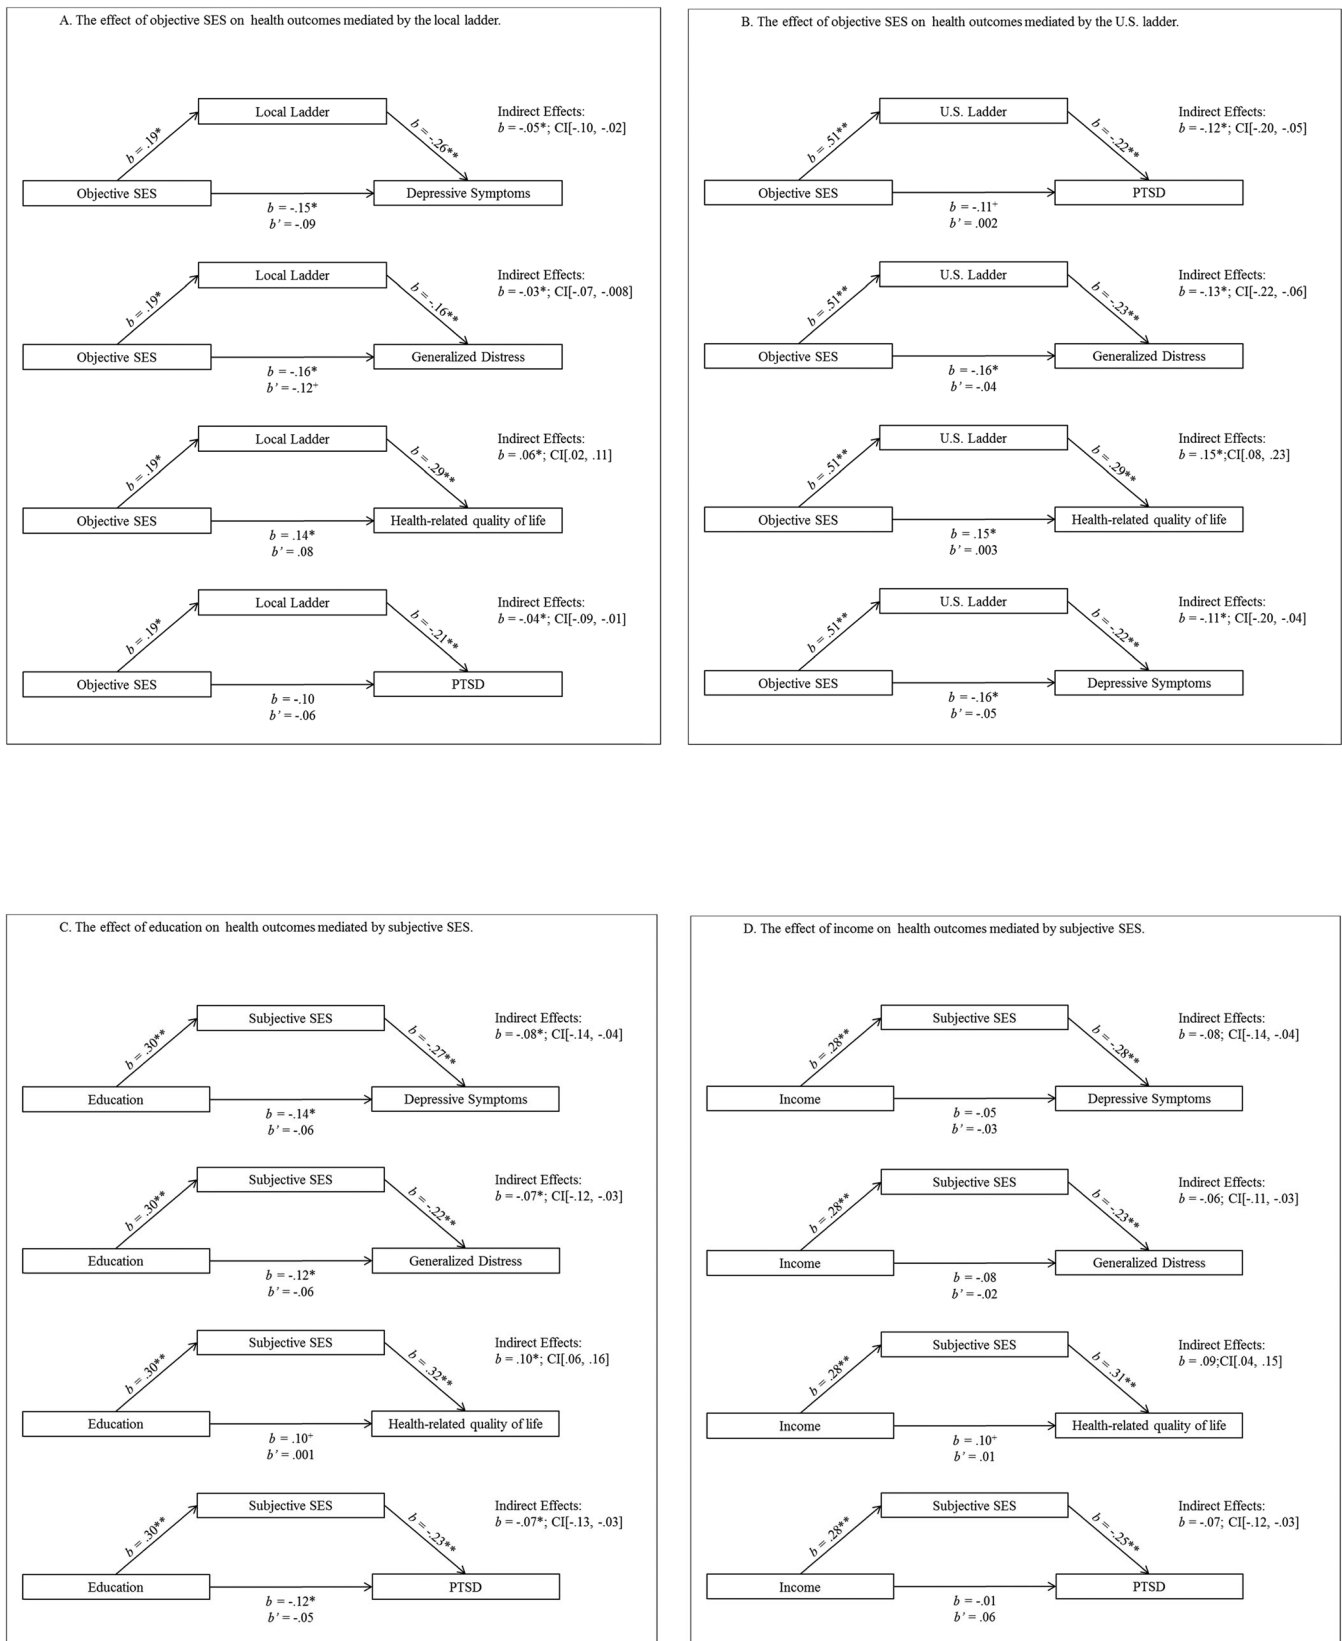 A. The effect of objective SES on health outcomes mediated by the local ladder.
Local Ladder
Indirect Effects:
b = -.05*; CI[-.10, -.02]
b = .19*
b = -.26**
Objective SES
Depressive Symptoms
b = -.15*
b' = -.09
Local Ladder
Indirect Effects:
b = -.03*; CI[-.07, -.008]
b = .19*
b = -.16**
Objective SES
Generalized Distress
b = -.16*
b' = -.12+
Local Ladder
Indirect Effects:
b = .06*; CI[.02, .11]
b = .19*
b = .29**
Objective SES
Health-related quality of life
b = .14*
b' = .08
Local Ladder
Indirect Effects:
b = -.04*; CI[-.09, -.01]
b = .19*
b = -.21**
Objective SES
PTSD
b = -.10
b' = -.06
B. The effect of objective SES on health outcomes mediated by the U.S. ladder.
U.S. Ladder
Indirect Effects:
b = -.12*; CI[-.20, -.05]
b = .51**
b = -.22**
Objective SES
PTSD
b = -.11+
b' = .002
U.S. Ladder
Indirect Effects:
b = -.13*; CI[-.22, -.06]
b = .51**
b = -.23**
Objective SES
Generalized Distress
b = -.16*
b' = -.04
U.S. Ladder
Indirect Effects:
b = .15*;CI[.08, .23]
b = .51**
b = .29**
Objective SES
Health-related quality of life
b = .15*
b' = .003
U.S. Ladder
Indirect Effects:
b = -.11*; CI[-.20, -.04]
b = .51**
b = -.22**
Objective SES
Depressive Symptoms
b = -.16*
b' = -.05
C. The effect of education on health outcomes mediated by subjective SES.
Subjective SES
Indirect Effects:
b = -.08*; CI[-.14, -.04]
b = .30**
b = -.27**
Education
Depressive Symptoms
b = -.14*
b' = -.06
Subjective SES
Indirect Effects:
b = -.07*; CI[-.12, -.03]
b = .30**
b = -.22**
Education
Generalized Distress
b = -.12*
b' = -.06
Subjective SES
Indirect Effects:
b = .10*; CI[.06, .16]
b = .30**
b = .32**
Education
Health-related quality of life
b = .10+
b' = .001
Subjective SES
Indirect Effects:
b = -.07*; CI[-.13, -.03]
b = .30**
b = -.23**
Education
PTSD
b = -.12*
b' = -.05
D. The effect of income on health outcomes mediated by subjective SES.
Subjective SES
Indirect Effects:
b = -.08; CI[-.14, -.04]
b = .28**
b = -.28**
Income
Depressive Symptoms
b = -.05
b' = -.03
Subjective SES
Indirect Effects:
b = -.06; CI[-.11, -.03]
b = .28**
b = -.23**
Income
Generalized Distress
b = -.08
b' = -.02
Subjective SES
Indirect Effects:
b = .09;CI[.04, .15]
b = .28**
b = .31**
Income
Health-related quality of life
b = .10+
b' = .01
Subjective SES
Indirect Effects:
b = -.07; CI[-.12, -.03]
b = .28**
b = -.25**
Income
PTSD
b = -.01
b' = .06